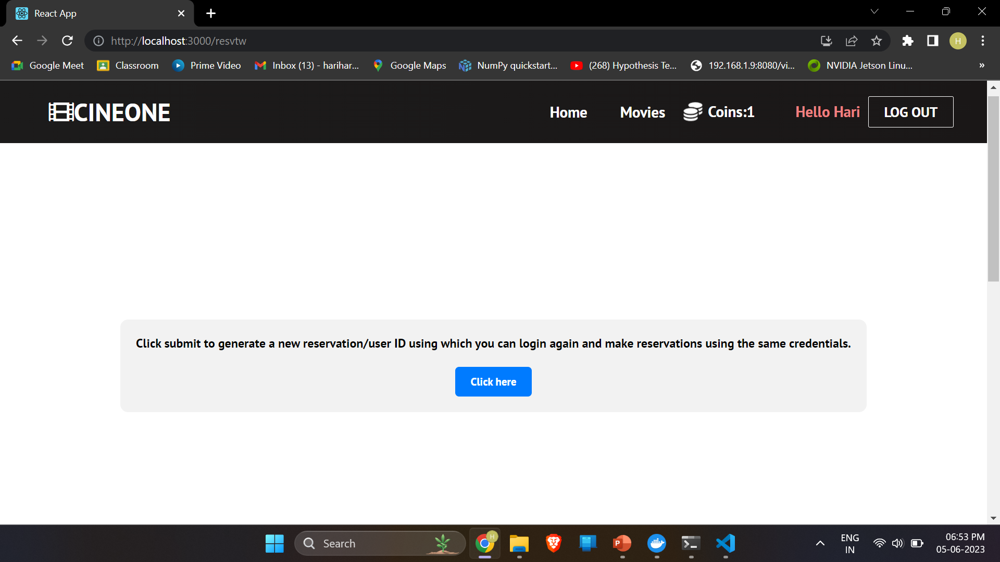 React App
http://localhost:3000/resvtw
H
Google Meet
Classroom
Prime Video
Inbox (13) - harihar...
Google Maps
NumPy quickstart...
(268) Hypothesis Te...
192.168.1.9:8080/vi...
NVIDIA Jetson Linu...
»
CINEONE
Home
Movies
Coins:1
Hello Hari
LOG OUT
Click submit to generate a new reservation/user ID using which you can login again and make reservations using the same credentials.
Click here
Search
H
P
ENG
IN
06:53 PM
05-06-2023